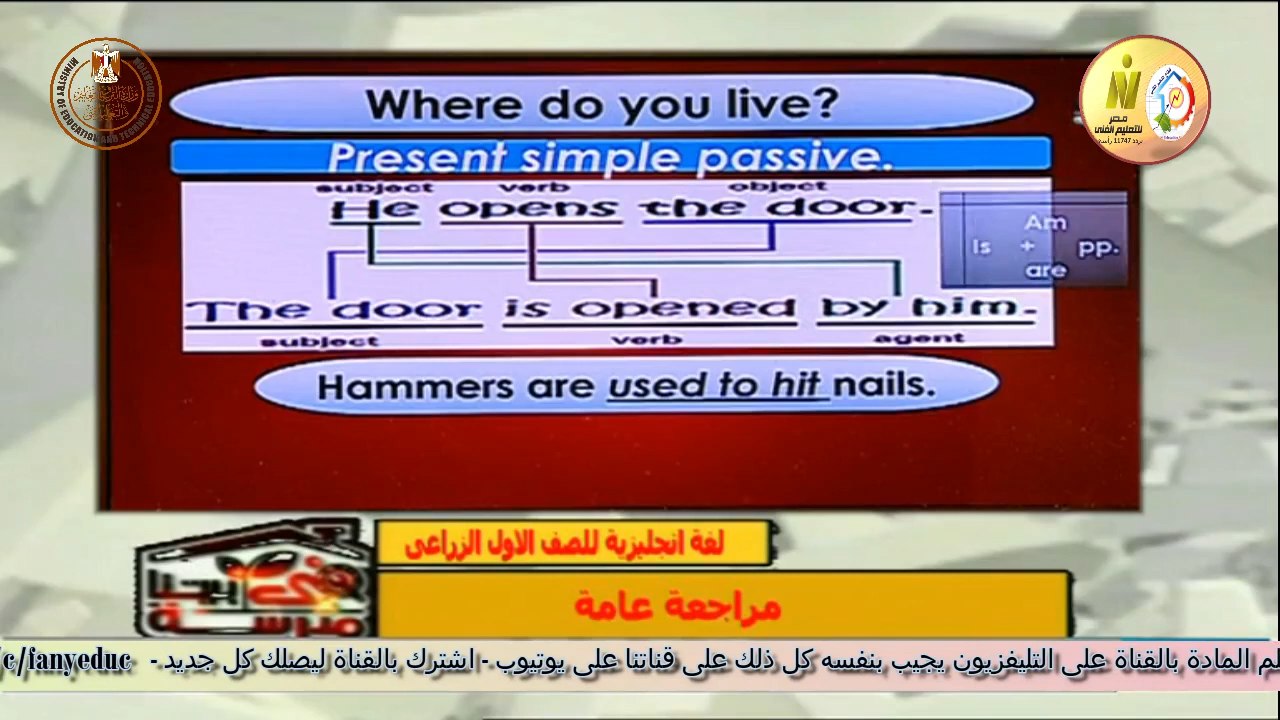 Where do you live?
Present simple passive.
subject verb object
He opens the door.
Am
Is + pp.
are
The door is opened by him.
subject verb agent
Hammers are used to hit nails.
مصر
للتعليم الفنى
لغة انجليزية للصف الاول الزراعى
مراجعة عامة
المادة بالقناة على التليفزيون يجيب بنفسه كل ذلك على قناتنا على يوتيوب - اشترك بالقناة ليصلك كل جديد - /c/fanyeduc